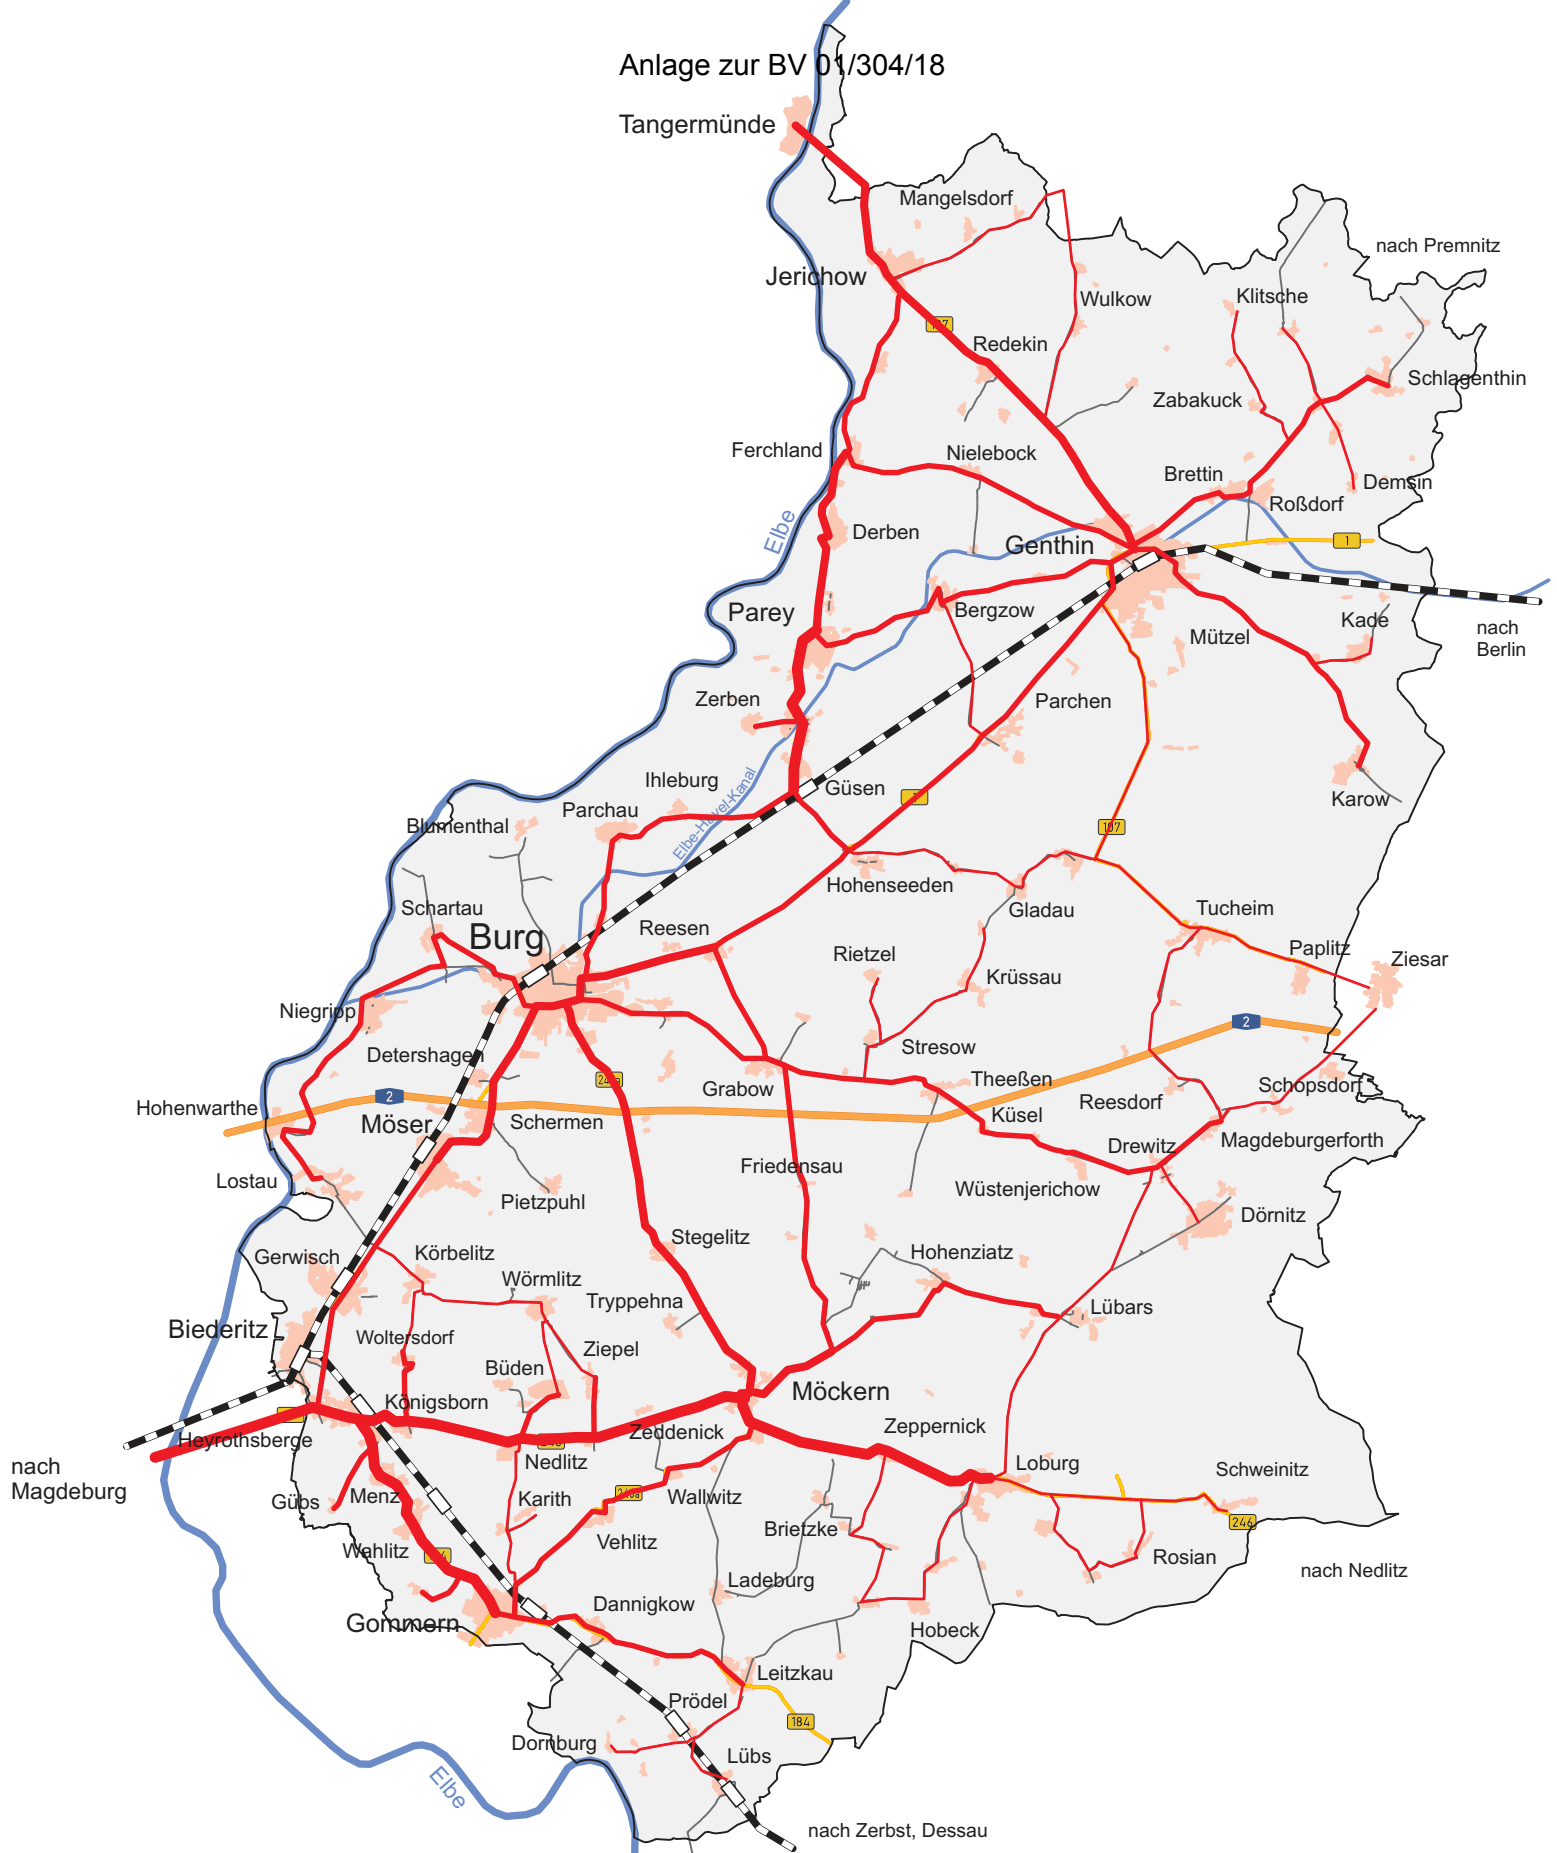 Anlage zur BV 01/304/18
Tangermünde
Mangelsdorf
nach Premnitz
Jerichow
Wulkow
Klitsche
107
Redekin
Schlagenthin
Zabakuck
Ferchland
Nielebock
Brettin
Demsin
Roßdorf
Elbe
Derben
Genthin
1
Parey
Bergzow
Kade
nach
Berlin
Mützel
Zerben
Parchen
Ihleburg
Elbe-Havel-Kanal
Güsen
1
Karow
Parchau
Blumenthal
107
Hohenseeden
Schartau
Gladau
Tucheim
Burg
Reesen
Rietzel
Paplitz
Ziesar
Krüssau
Niegripp
2
Detershagen
Stresow
Grabow
Theeßen
Schopsdorf
246a
2
Hohenwarthe
Möser
Schermen
Küsel
Reesdorf
Drewitz
Magdeburgerforth
Friedensau
Lostau
Pietzpuhl
Wüstenjerichow
Dörnitz
Stegelitz
Gerwisch
Körbelitz
Hohenziatz
Wörmlitz
Tryppehna
Lübars
Biederitz
Woltersdorf
Ziepel
Büden
Möckern
Königsborn
Heyrothsberge
Zeddenick
Zeppernick
246
nach
Magdeburg
Nedlitz
Loburg
Schweinitz
Gübs
Menz
Karith
246a
Wallwitz
Brietzke
246
Wahlitz
184
Vehlitz
Rosian
nach Nedlitz
Ladeburg
Gommern
Dannigkow
Hobeck
Leitzkau
Prödel
184
Dornburg
Lübs
Elbe
nach Zerbst, Dessau